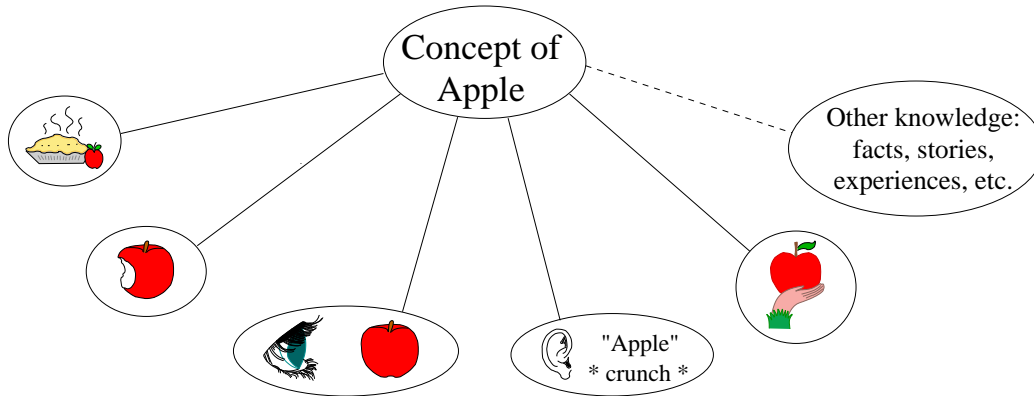 Concept of
Apple
Other knowledge:
facts, stories,
experiences, etc.
"Apple"
* crunch *